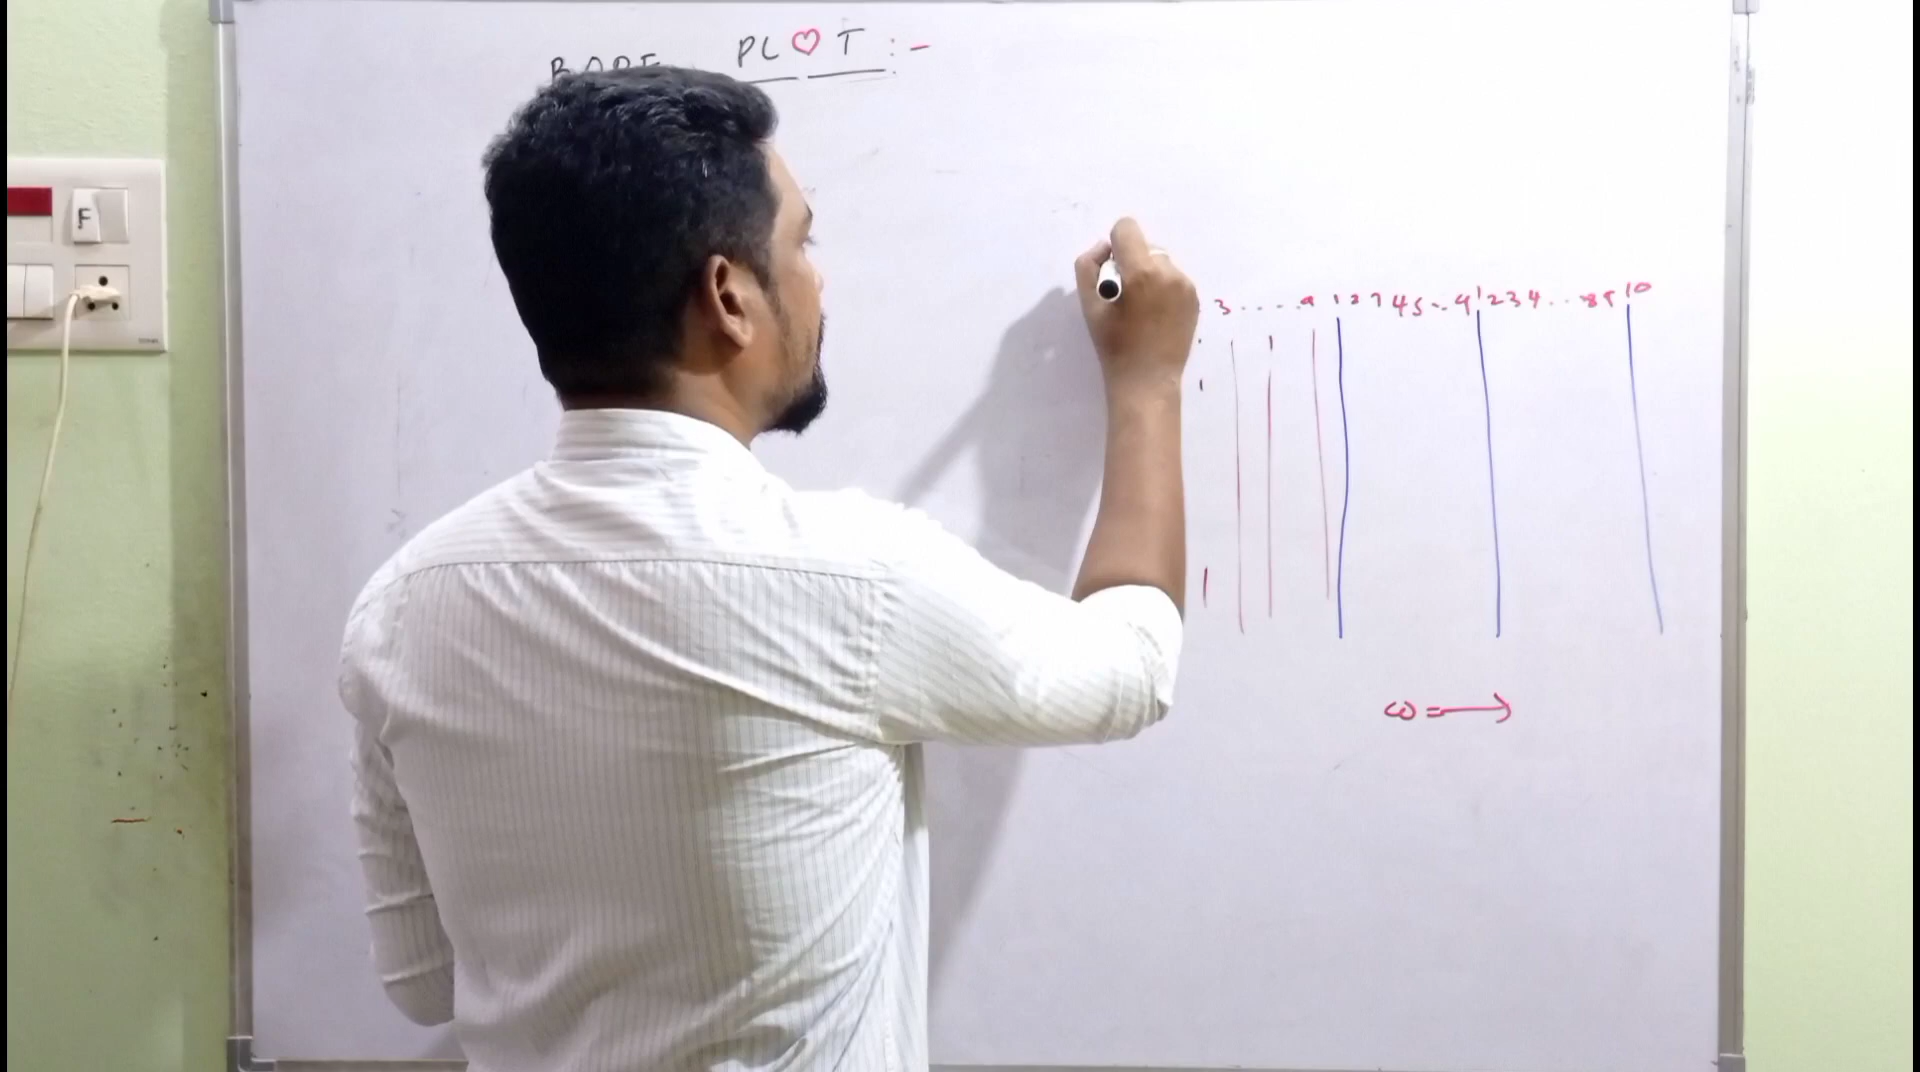 PLOT :-
3 .... 9 1 2 3 4 5 .. 9 1 2 3 4 .. 8 9 10
ω = →
F